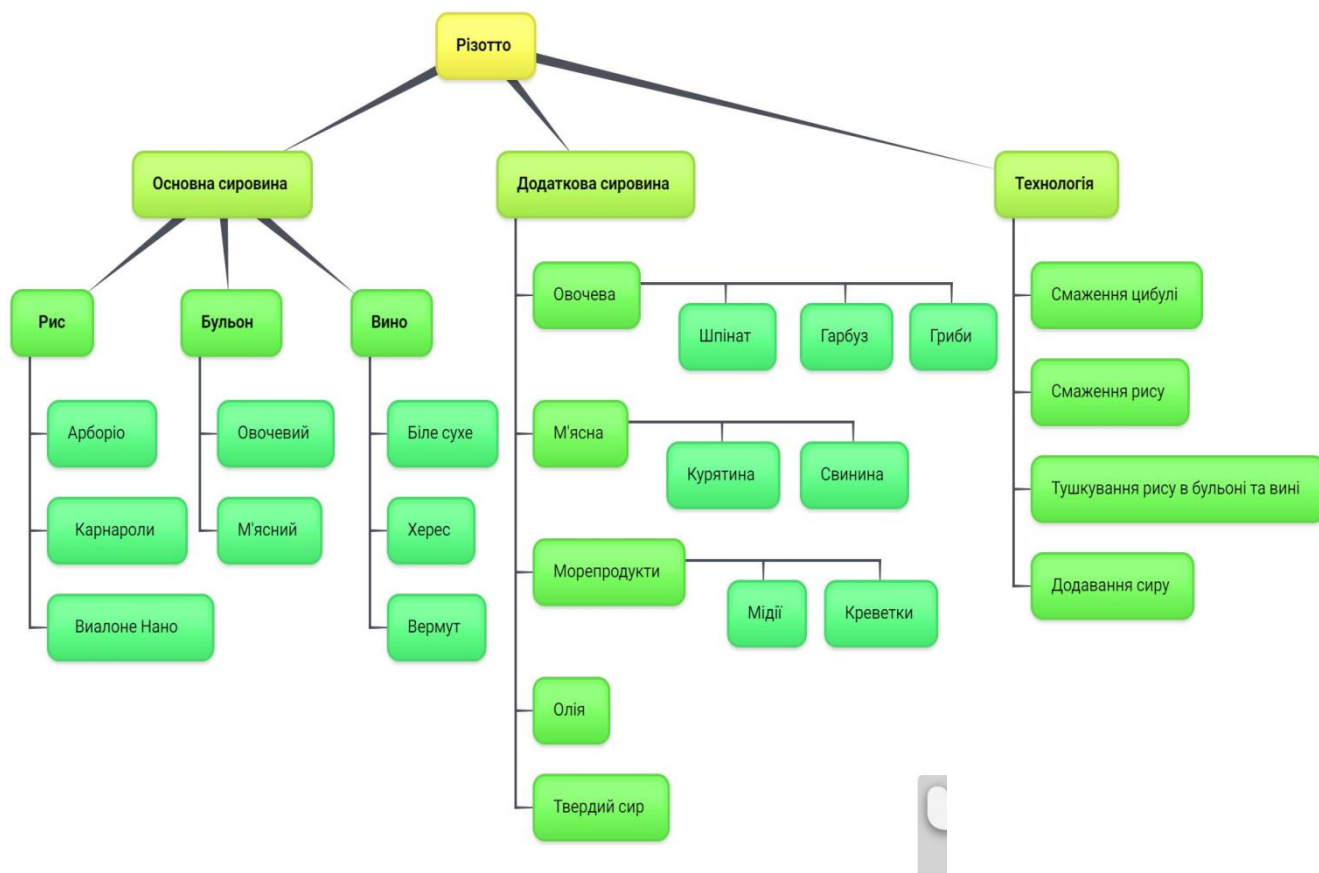 Різотто
Основна сировина
Додаткова сировина
Технологія
Рис
Бульон
Вино
Арборіо
Карнароли
Виалоне Нано
Овочевий
М'ясний
Біле сухе
Херес
Вермут
Овочева
Шпінат
Гарбуз
Гриби
М'ясна
Курятина
Свинина
Морепродукти
Мідії
Креветки
Олія
Твердий сир
Смаження цибулі
Смаження рису
Тушкування рису в бульоні та вині
Додавання сиру